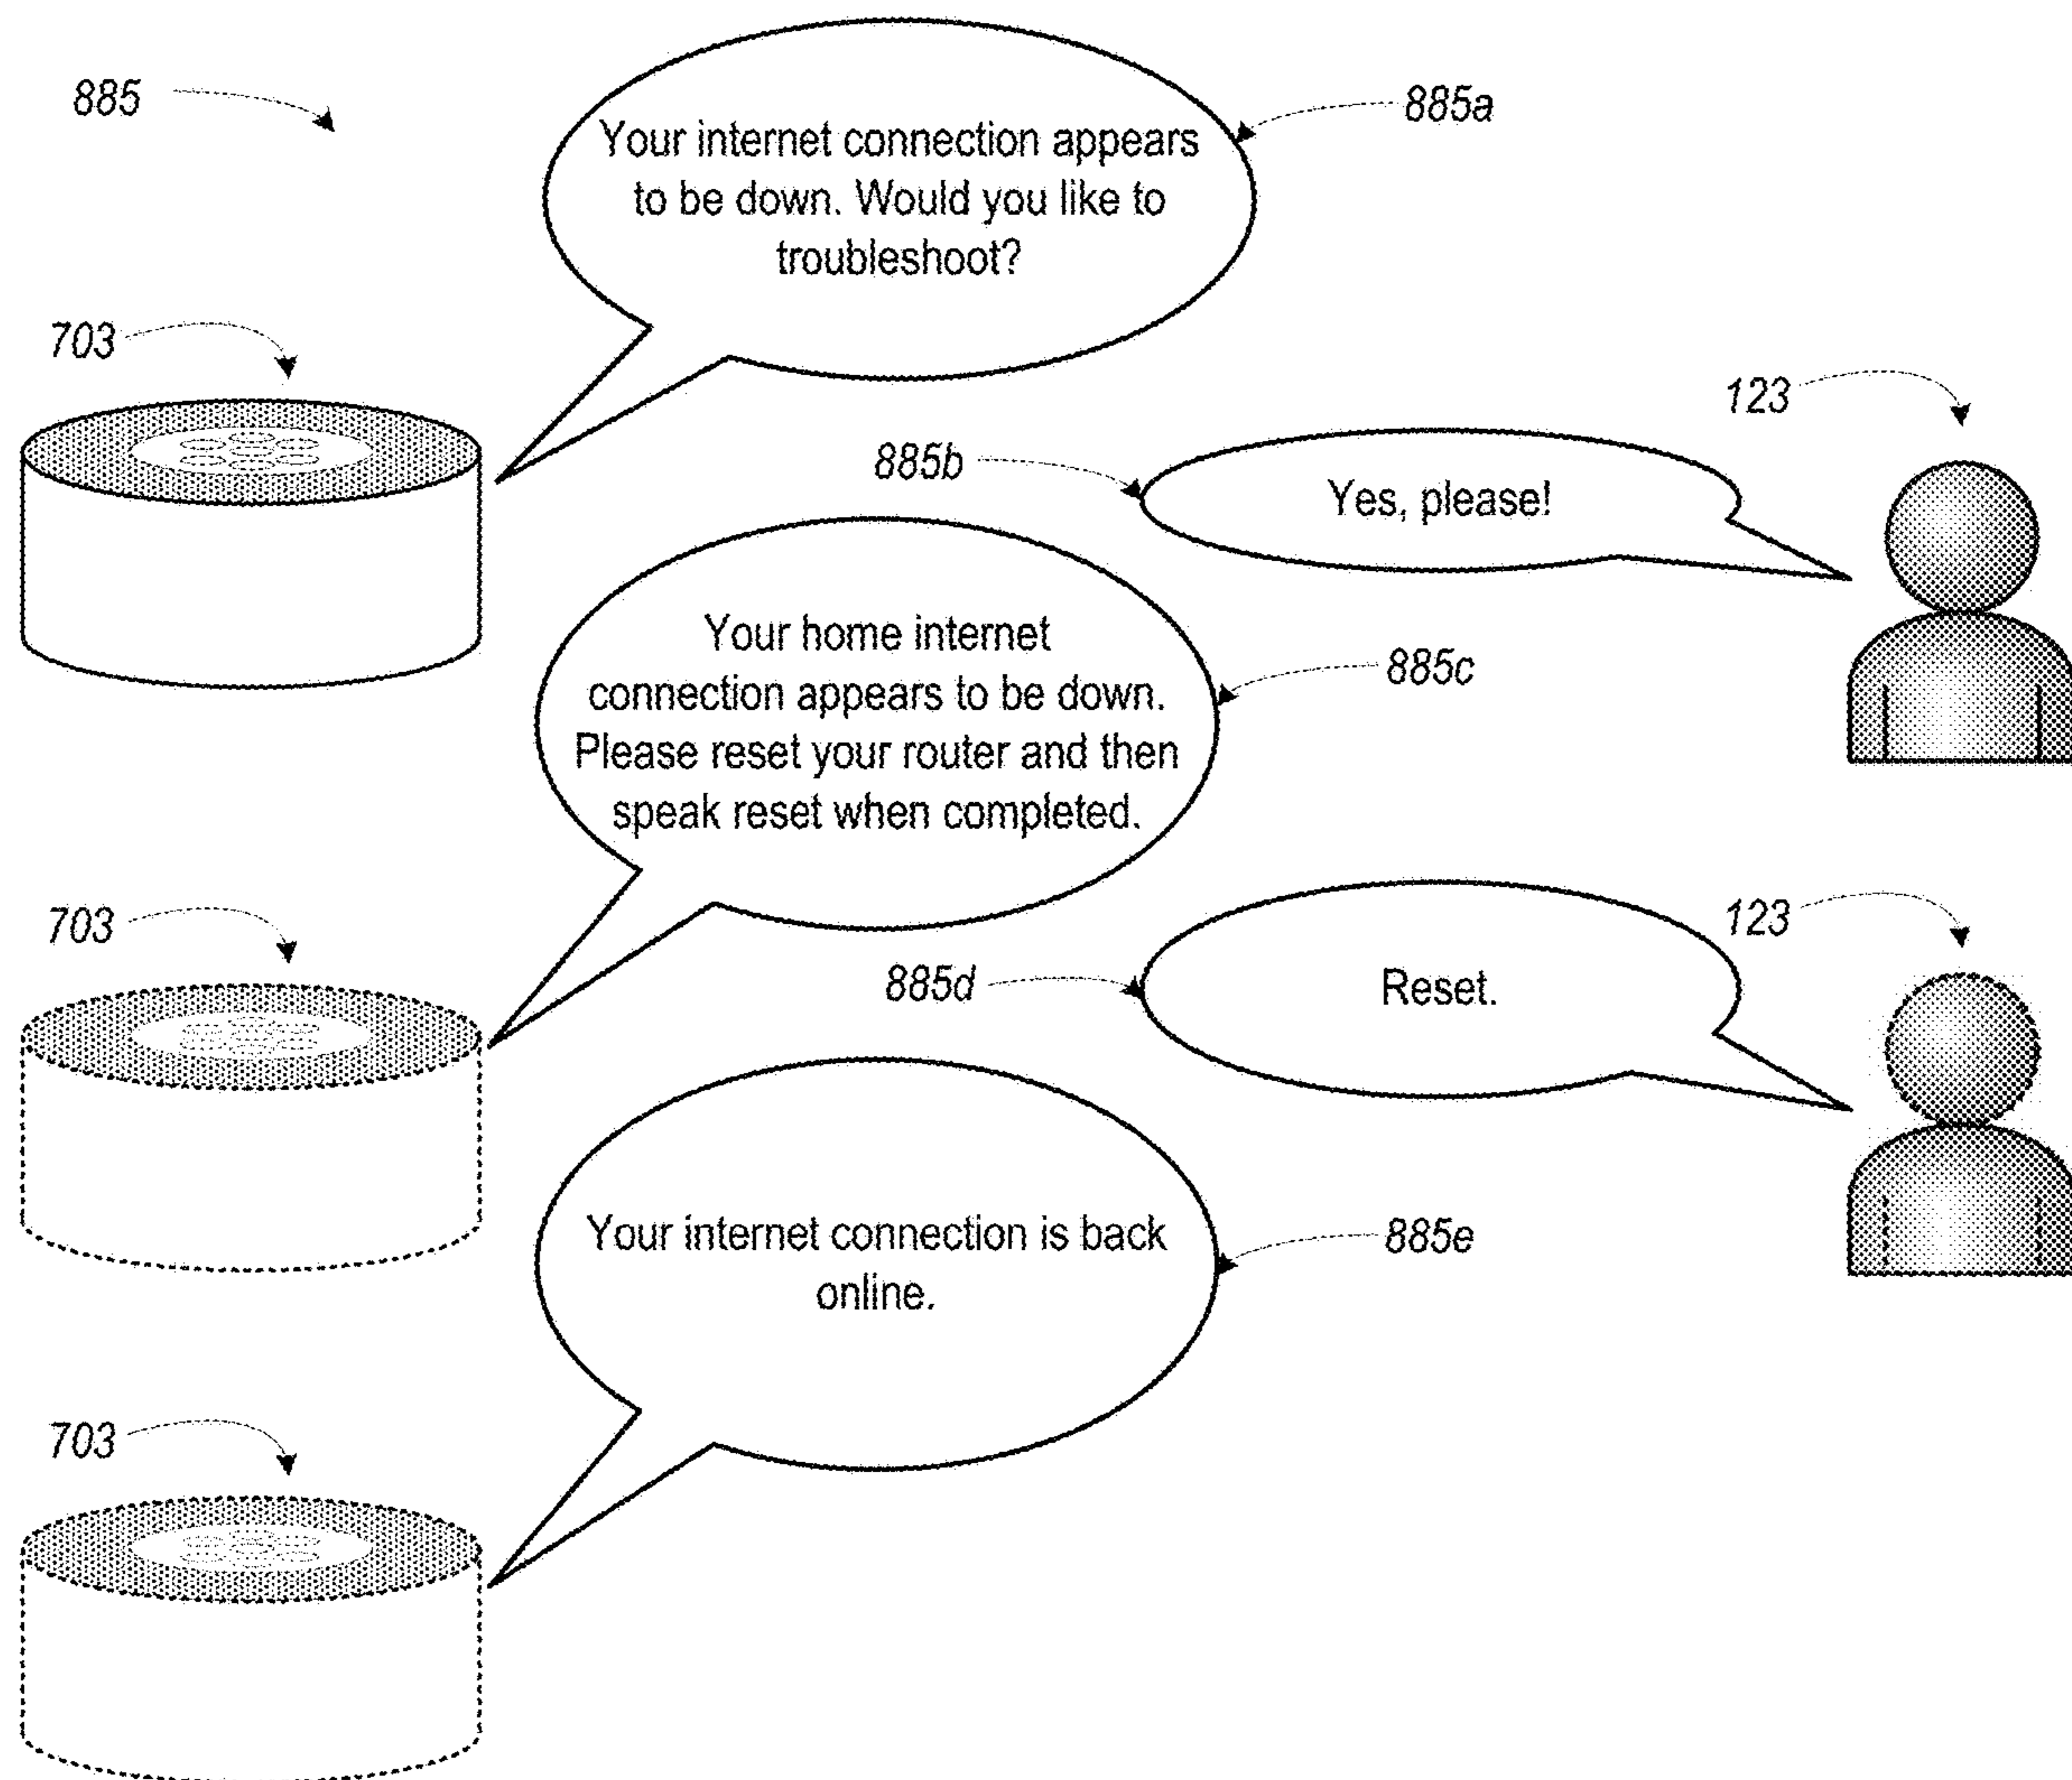 885
885a
Your internet connection appears
to be down. Would you like to
troubleshoot?
703
123
885b
Yes, please!
Your home internet
connection appears to be down.
Please reset your router and then
speak reset when completed.
885c
703
123
885d
Reset.
Your internet connection is back
online.
885e
703